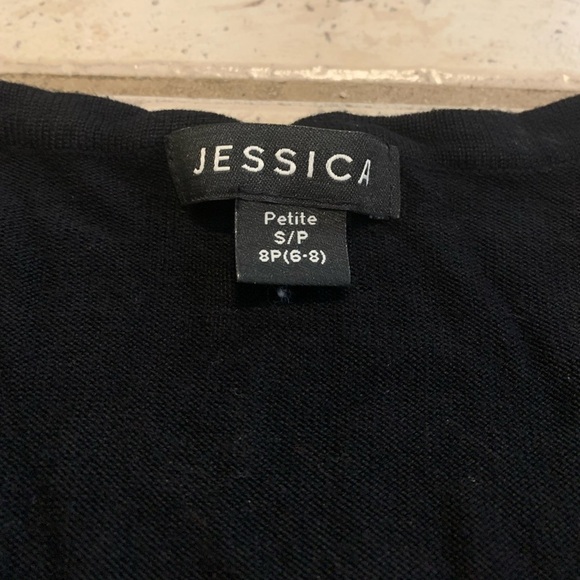 JESSICA
Petite
S/P
8P(6-8)